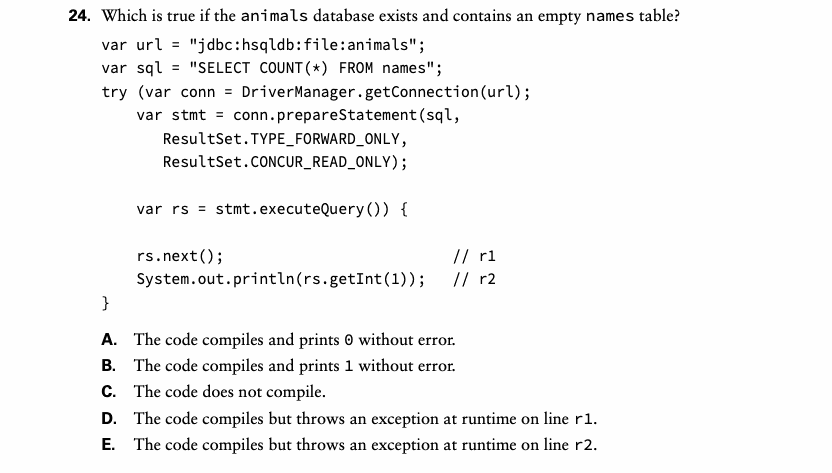 24. Which is true if the animals database exists and contains an empty names table?
var url = "jdbc:hsqldb:file:animals";
var sql = "SELECT COUNT(*) FROM names";
try (var conn = DriverManager.getConnection(url);
    var stmt = conn.prepareStatement(sql,
       ResultSet.TYPE_FORWARD_ONLY,
       ResultSet.CONCUR_READ_ONLY);
    var rs = stmt.executeQuery()) {
    rs.next();                          // r1
    System.out.println(rs.getInt(1));   // r2
}
A. The code compiles and prints 0 without error.
B. The code compiles and prints 1 without error.
C. The code does not compile.
D. The code compiles but throws an exception at runtime on line r1.
E. The code compiles but throws an exception at runtime on line r2.